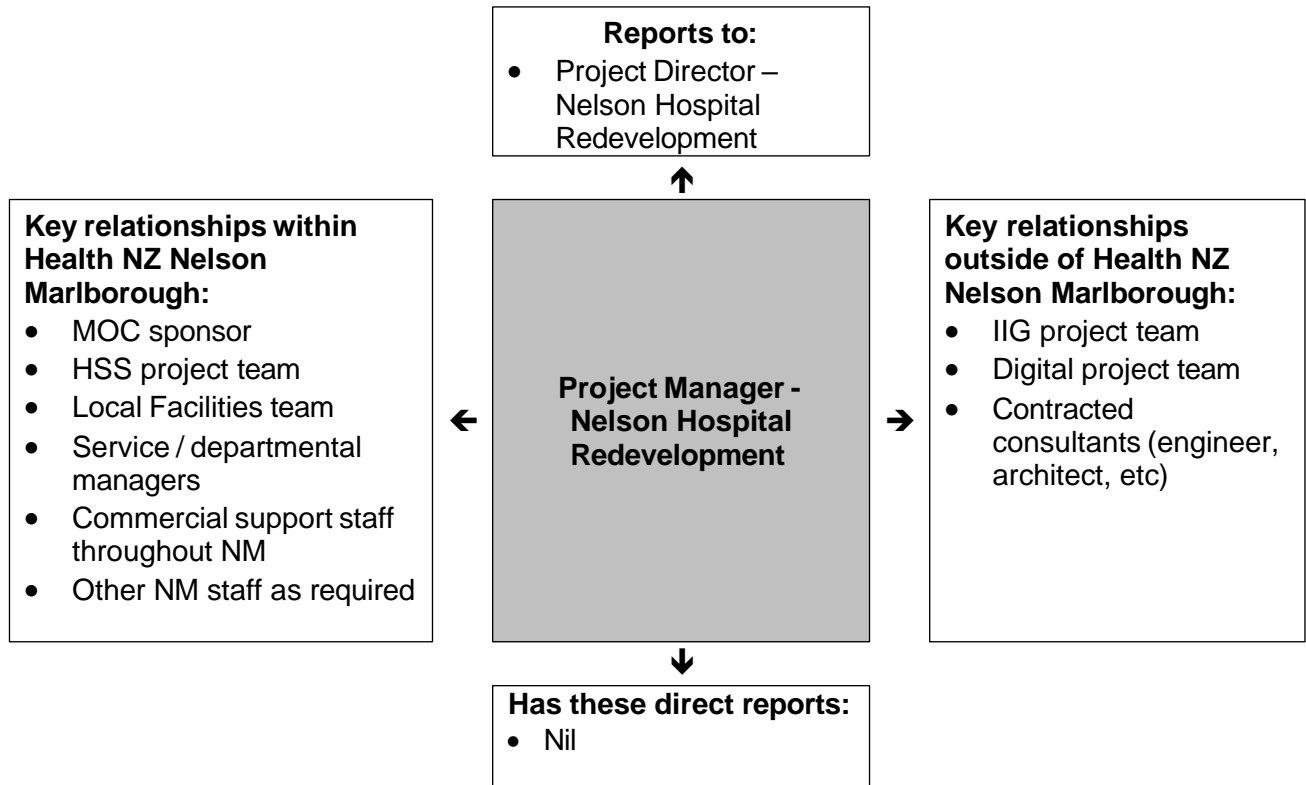 Reports to:
• Project Director –
Nelson Hospital
Redevelopment
Key relationships within
Health NZ Nelson
Marlborough:
• MOC sponsor
• HSS project team
• Local Facilities team
• Service / departmental
managers
• Commercial support staff
throughout NM
• Other NM staff as required
Project Manager -
Nelson Hospital
Redevelopment
Key relationships
outside of Health NZ
Nelson Marlborough:
• IIG project team
• Digital project team
• Contracted
consultants (engineer,
architect, etc)
Has these direct reports:
• Nil